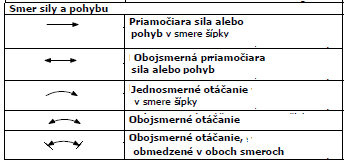 Smer sily a pohybu
Priamočiara sila alebo
pohyb v smere šípky
Obojsmerná priamočiara
sila alebo pohyb
Jednosmerné otáčanie
v smere šípky
Obojsmerné otáčanie
Obojsmerné otáčanie,
obmedzené v oboch smeroch